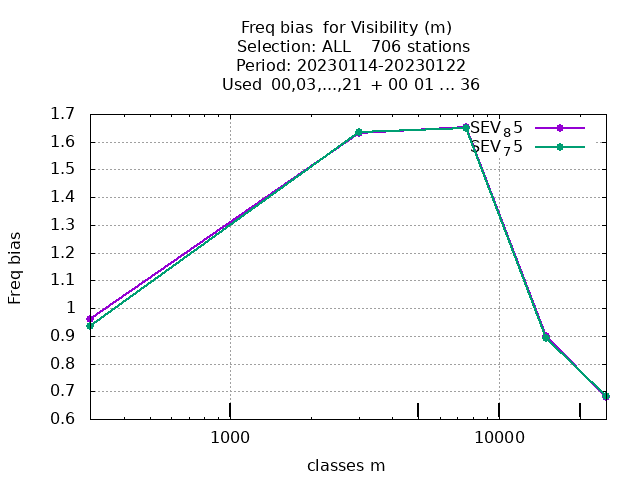 Freq bias for Visibility (m)
Selection: ALL 706 stations
Period: 20230114-20230122
Used 00,03,...,21 + 00 01 ... 36
SEV₈5
SEV₇5
1.7
1.6
1.5
1.4
1.3
1.2
1.1
1
0.9
0.8
0.7
0.6
Freq bias
1000
10000
classes m